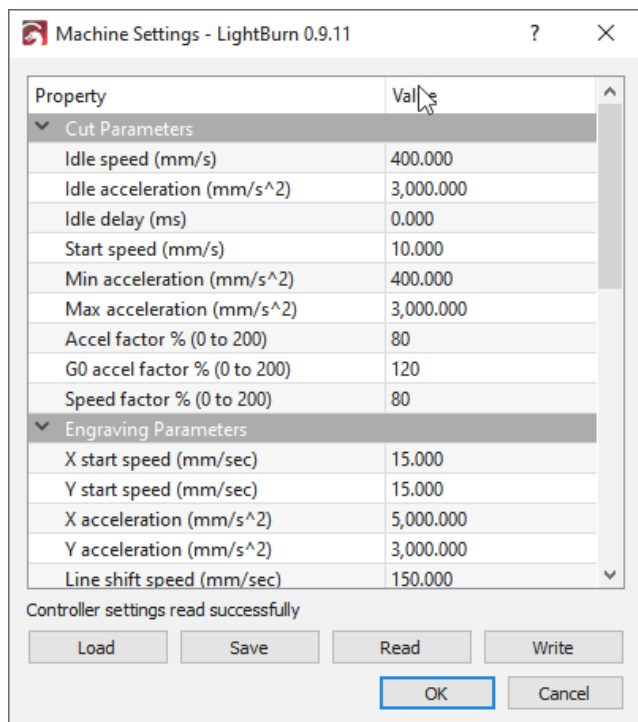 Machine Settings - LightBurn 0.9.11 ?
Property Value
Cut Parameters
Idle speed (mm/s) 400.000
Idle acceleration (mm/s^2) 3,000.000
Idle delay (ms) 0.000
Start speed (mm/s) 10.000
Min acceleration (mm/s^2) 400.000
Max acceleration (mm/s^2) 3,000.000
Accel factor % (0 to 200) 80
G0 accel factor % (0 to 200) 120
Speed factor % (0 to 200) 80
Engraving Parameters
X start speed (mm/sec) 15.000
Y start speed (mm/sec) 15.000
X acceleration (mm/s^2) 5,000.000
Y acceleration (mm/s^2) 3,000.000
Line shift speed (mm/sec) 150.000
Controller settings read successfully
Load Save Read Write
OK Cancel